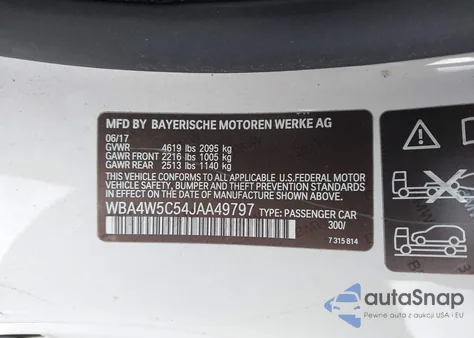 MFD BY BAYERISCHE MOTOREN WERKE AG
06/17
GVWR 4619 lbs 2095 kg
GAWR FRONT 2216 lbs 1005 kg
GAWR REAR 2513 lbs 1140 kg
THIS VEHICLE CONFORMS TO ALL APPLICABLE U.S. FEDERAL MOTOR
VEHICLE SAFETY, BUMPER, AND THEFT PREVENTION STANDARDS
IN EFFECT ON THE DATE OF MANUFACTURE SHOWN ABOVE.
WBA4W5C54JAA49797 TYPE: PASSENGER CAR
300/
7 315 814
autoSnap
Pewne auta z aukcji USA i EU